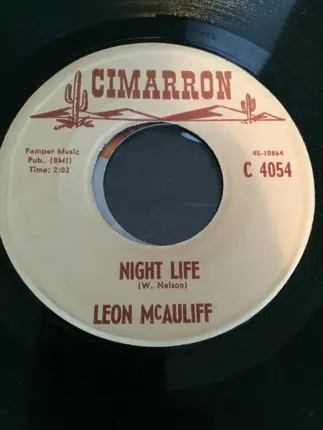 CIMARRON
Pamper Music
Pub. (BMI)
Time: 2:02
45-10864
C 4054
NIGHT LIFE
(W. Nelson)
LEON McAULIFF